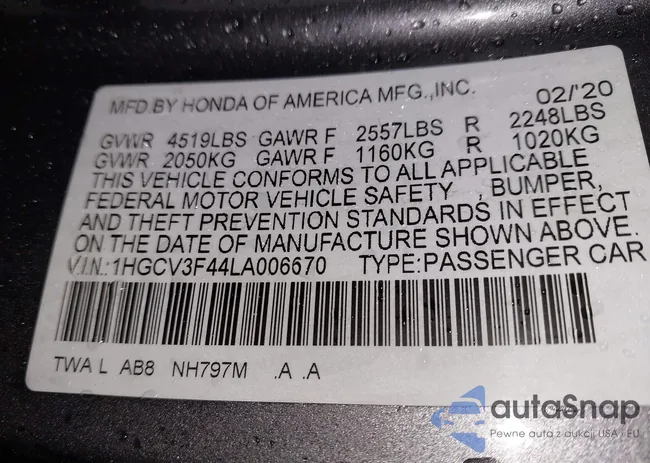 MFD.BY HONDA OF AMERICA MFG.,INC. 02/'20
GVWR 4519LBS GAWR F 2557LBS R 2248LBS
GVWR 2050KG GAWR F 1160KG R 1020KG
THIS VEHICLE CONFORMS TO ALL APPLICABLE
FEDERAL MOTOR VEHICLE SAFETY , BUMPER,
AND THEFT PREVENTION STANDARDS IN EFFECT
ON THE DATE OF MANUFACTURE SHOWN ABOVE.
V.I.N.:1HGCV3F44LA006670 TYPE:PASSENGER CAR
TWA L AB8 NH797M .A .A
autoSnap
Pewne auta z aukcji USA i EU